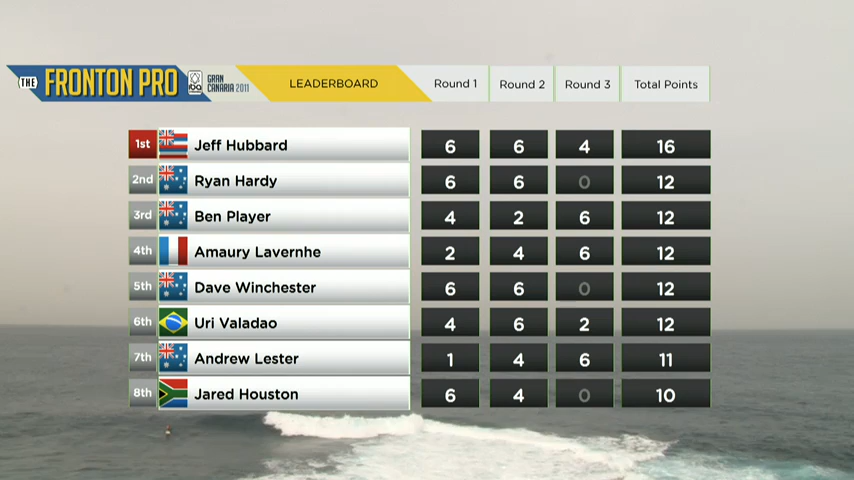 THE FRONTON PRO iba GRAN CANARIA 2011 LEADERBOARD Round 1 Round 2 Round 3 Total Points
1st Jeff Hubbard 6 6 4 16
2nd Ryan Hardy 6 6 0 12
3rd Ben Player 4 2 6 12
4th Amaury Lavernhe 2 4 6 12
5th Dave Winchester 6 6 0 12
6th Uri Valadao 4 6 2 12
7th Andrew Lester 1 4 6 11
8th Jared Houston 6 4 0 10